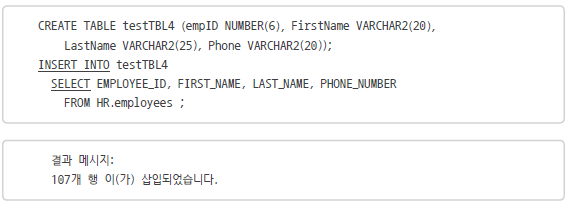 CREATE TABLE testTBL4 (empID NUMBER(6), FirstName VARCHAR2(20),
LastName VARCHAR2(25), Phone VARCHAR2(20));
INSERT INTO testTBL4
SELECT EMPLOYEE_ID, FIRST_NAME, LAST_NAME, PHONE_NUMBER
FROM HR.employees ;
결과 메시지:
107개 행 이(가) 삽입되었습니다.